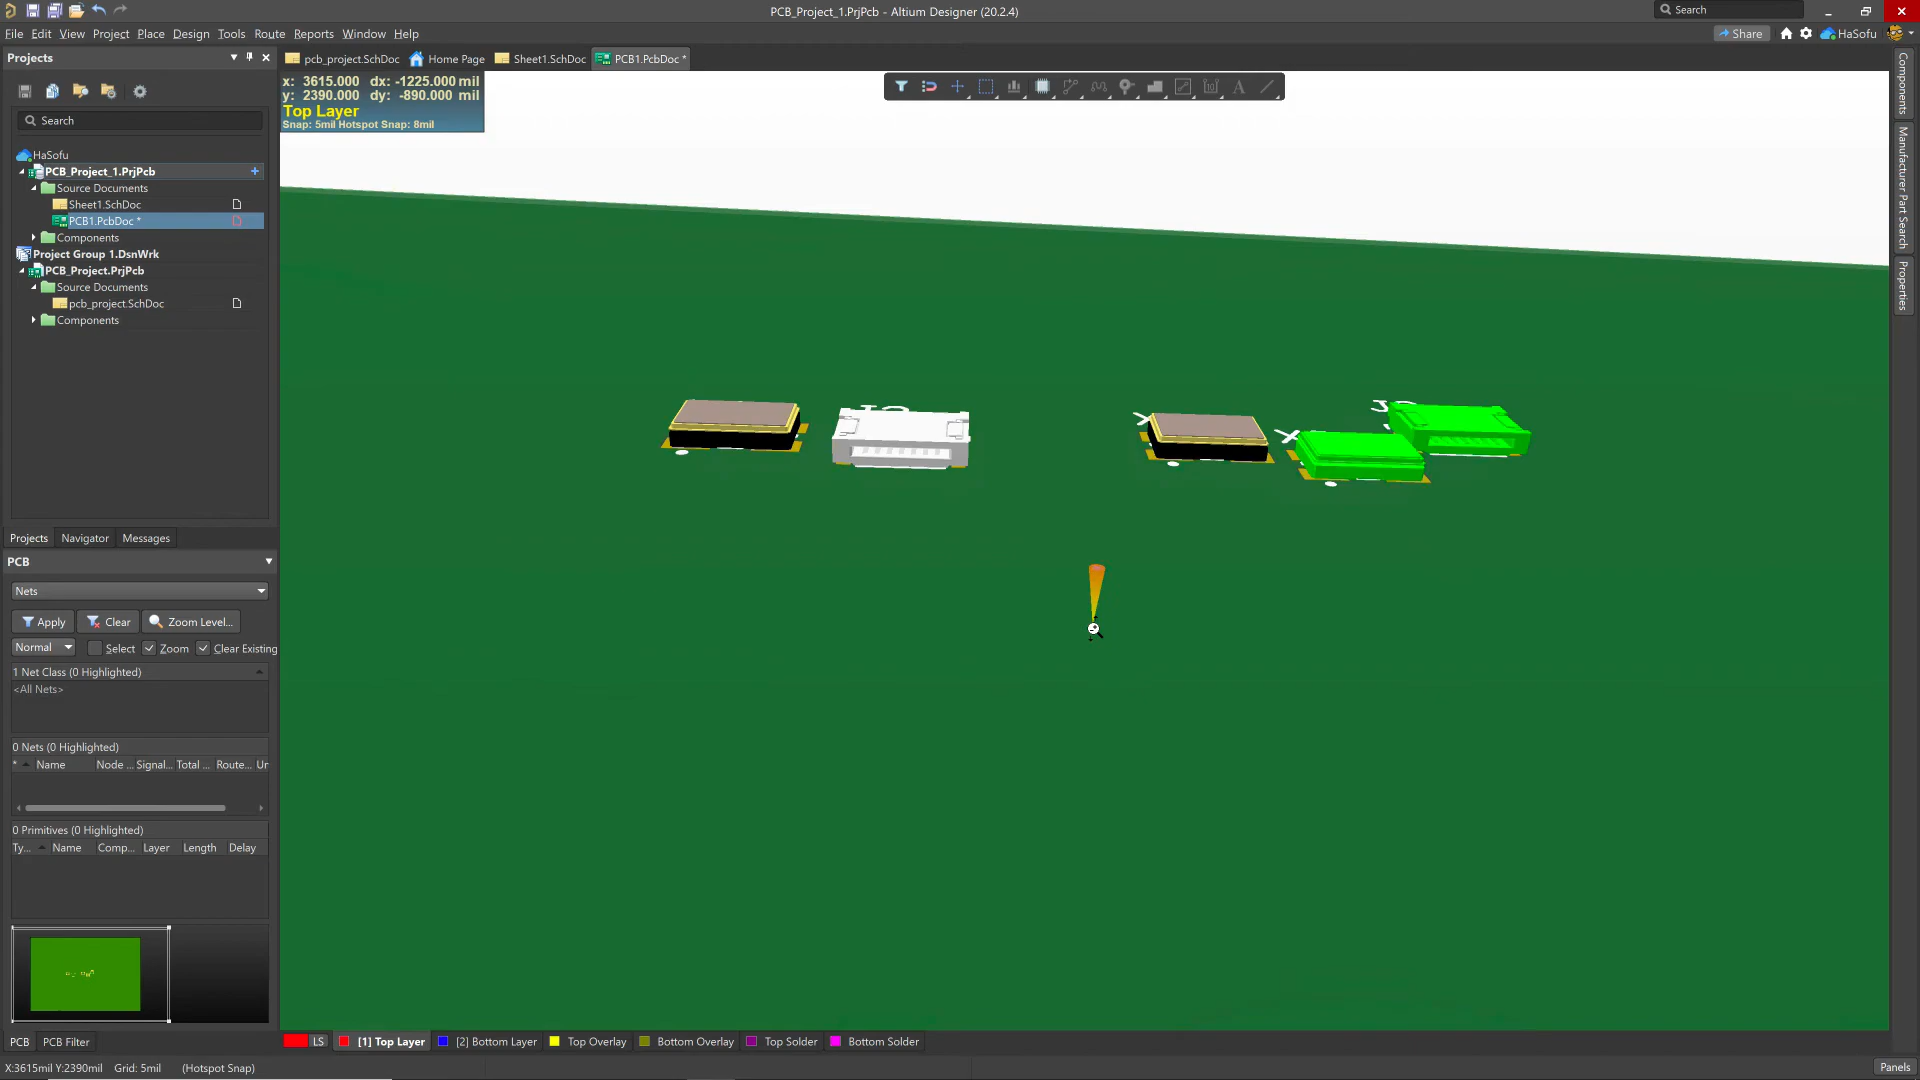 PCB_Project_1.PrjPcb - Altium Designer (20.2.4)
Search
File Edit View Project Place Design Tools Route Reports Window Help
Share
HaSofu
Projects
pcb_project.SchDoc
Home Page
Sheet1.SchDoc
PCB1.PcbDoc *
x: 3615.000 dx: -1225.000 mil
y: 2390.000 dy: -890.000 mil
Top Layer
Snap: 5mil Hotspot Snap: 8mil
Search
HaSofu
PCB_Project_1.PrjPcb
Source Documents
Sheet1.SchDoc
PCB1.PcbDoc *
Components
Project Group 1.DsnWrk
PCB_Project.PrjPcb
Source Documents
pcb_project.SchDoc
Components
Components
Manufacturer Part Search
Properties
Projects Navigator Messages
PCB
Nets
Apply Clear Zoom Level...
Normal Select Zoom Clear Existing
1 Net Class (0 Highlighted)
<All Nets>
0 Nets (0 Highlighted)
* Name Node ... Signal... Total ... Route... Ur
0 Primitives (0 Highlighted)
Ty... Name Comp... Layer Length Delay
PCB PCB Filter
LS [1] Top Layer [2] Bottom Layer Top Overlay Bottom Overlay Top Solder Bottom Solder
X:3615mil Y:2390mil Grid: 5mil (Hotspot Snap)
Panels